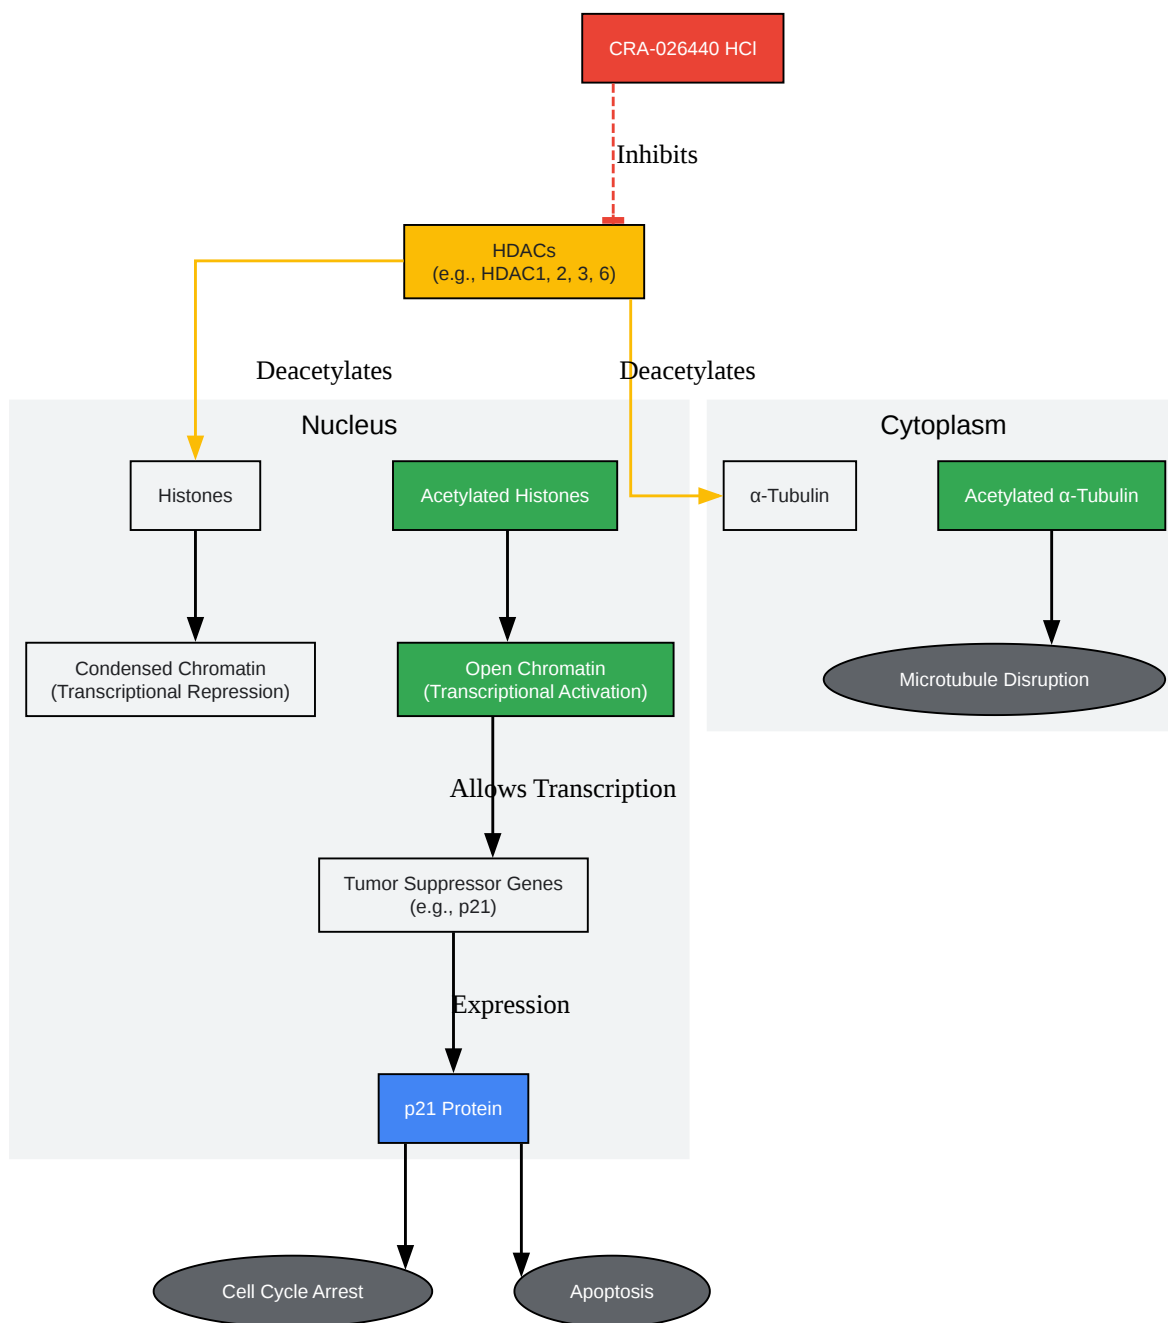 CRA-026440 HCl
Inhibits
HDACs
(e.g., HDAC1, 2, 3, 6)
Deacetylates
Deacetylates
Nucleus
Cytoplasm
Histones
Acetylated Histones
α-Tubulin
Acetylated α-Tubulin
Condensed Chromatin
(Transcriptional Repression)
Open Chromatin
(Transcriptional Activation)
Microtubule Disruption
Allows Transcription
Tumor Suppressor Genes
(e.g., p21)
Expression
p21 Protein
Cell Cycle Arrest
Apoptosis